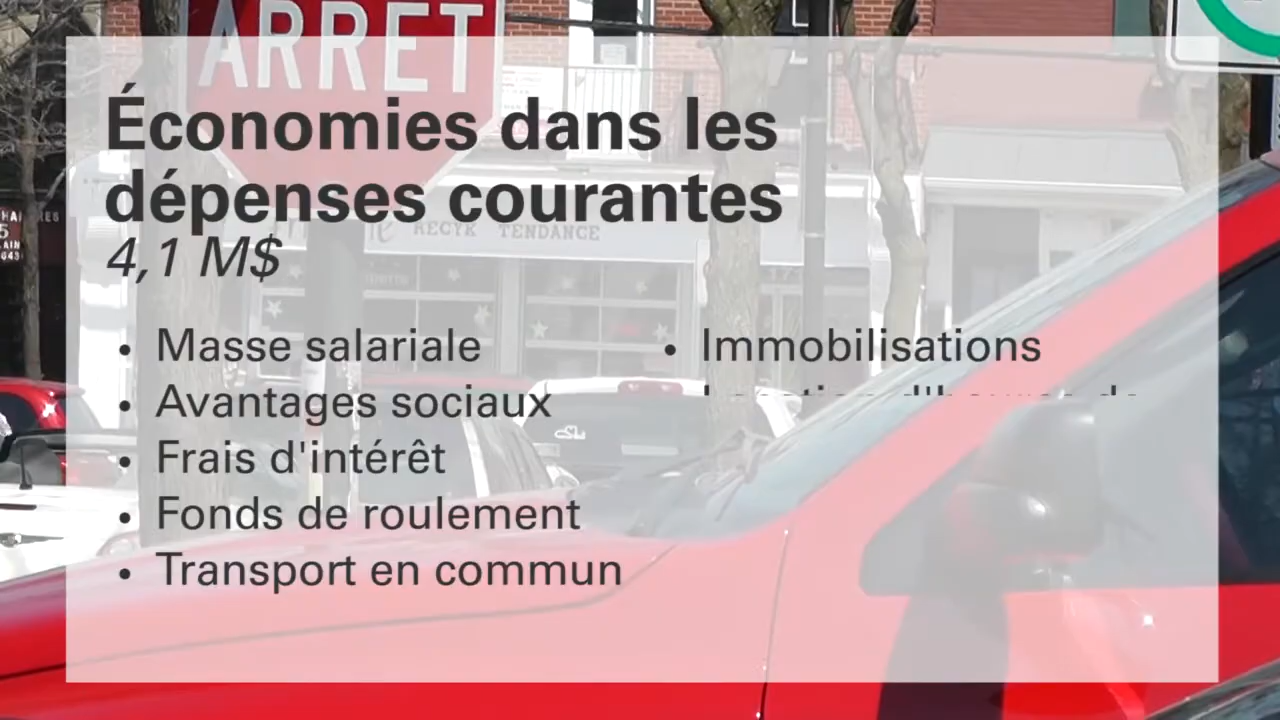 ARRET
Économies dans les
dépenses courantes
4,1 M$
RECYK TENDANCE
• Masse salariale
• Avantages sociaux
• Frais d'intérêt
• Fonds de roulement
• Transport en commun
• Immobilisations